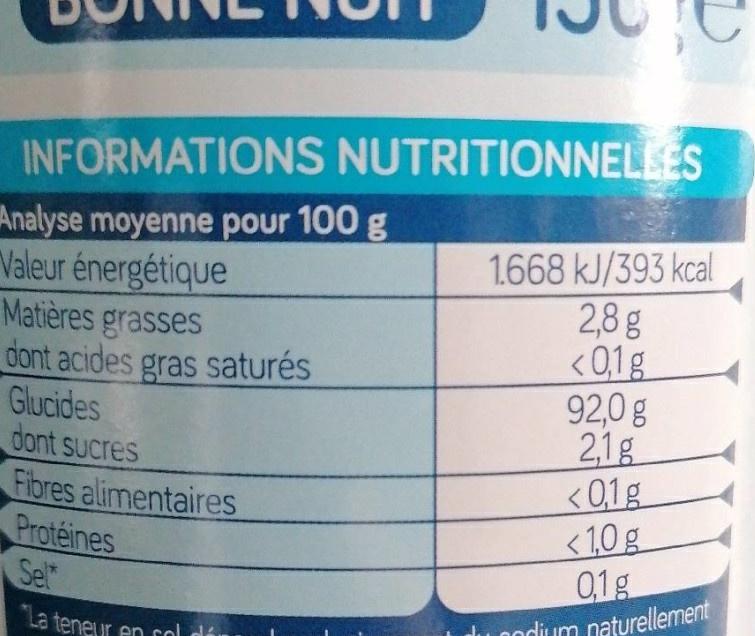 BONNE NUIT
INFORMATIONS NUTRITIONNELLES
Analyse moyenne pour 100 g
Valeur énergétique 1.668 kJ/393 kcal
Matières grasses 2,8 g
dont acides gras saturés <0,1 g
Glucides 92,0 g
dont sucres 2,1 g
Fibres alimentaires <0,1 g
Protéines <1,0 g
Sel* 0,1 g
*La teneur en sel du sodium naturellement